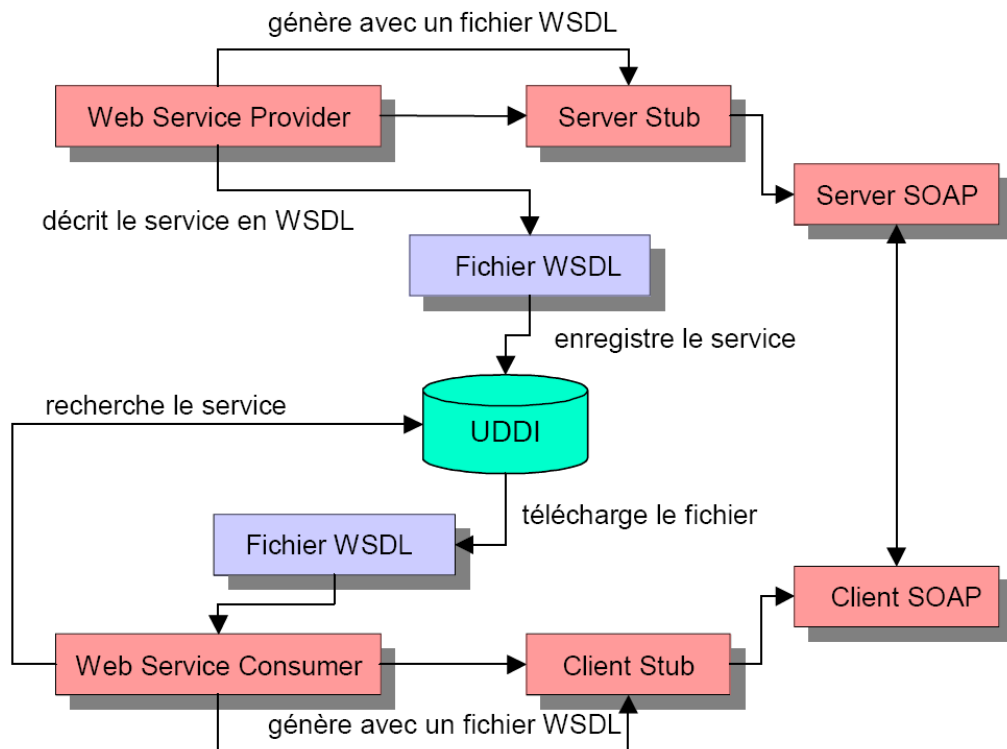 génère avec un fichier WSDL
Web Service Provider
Server Stub
Server SOAP
décrit le service en WSDL
Fichier WSDL
enregistre le service
recherche le service
UDDI
télécharge le fichier
Fichier WSDL
Client SOAP
Web Service Consumer
Client Stub
génère avec un fichier WSDL